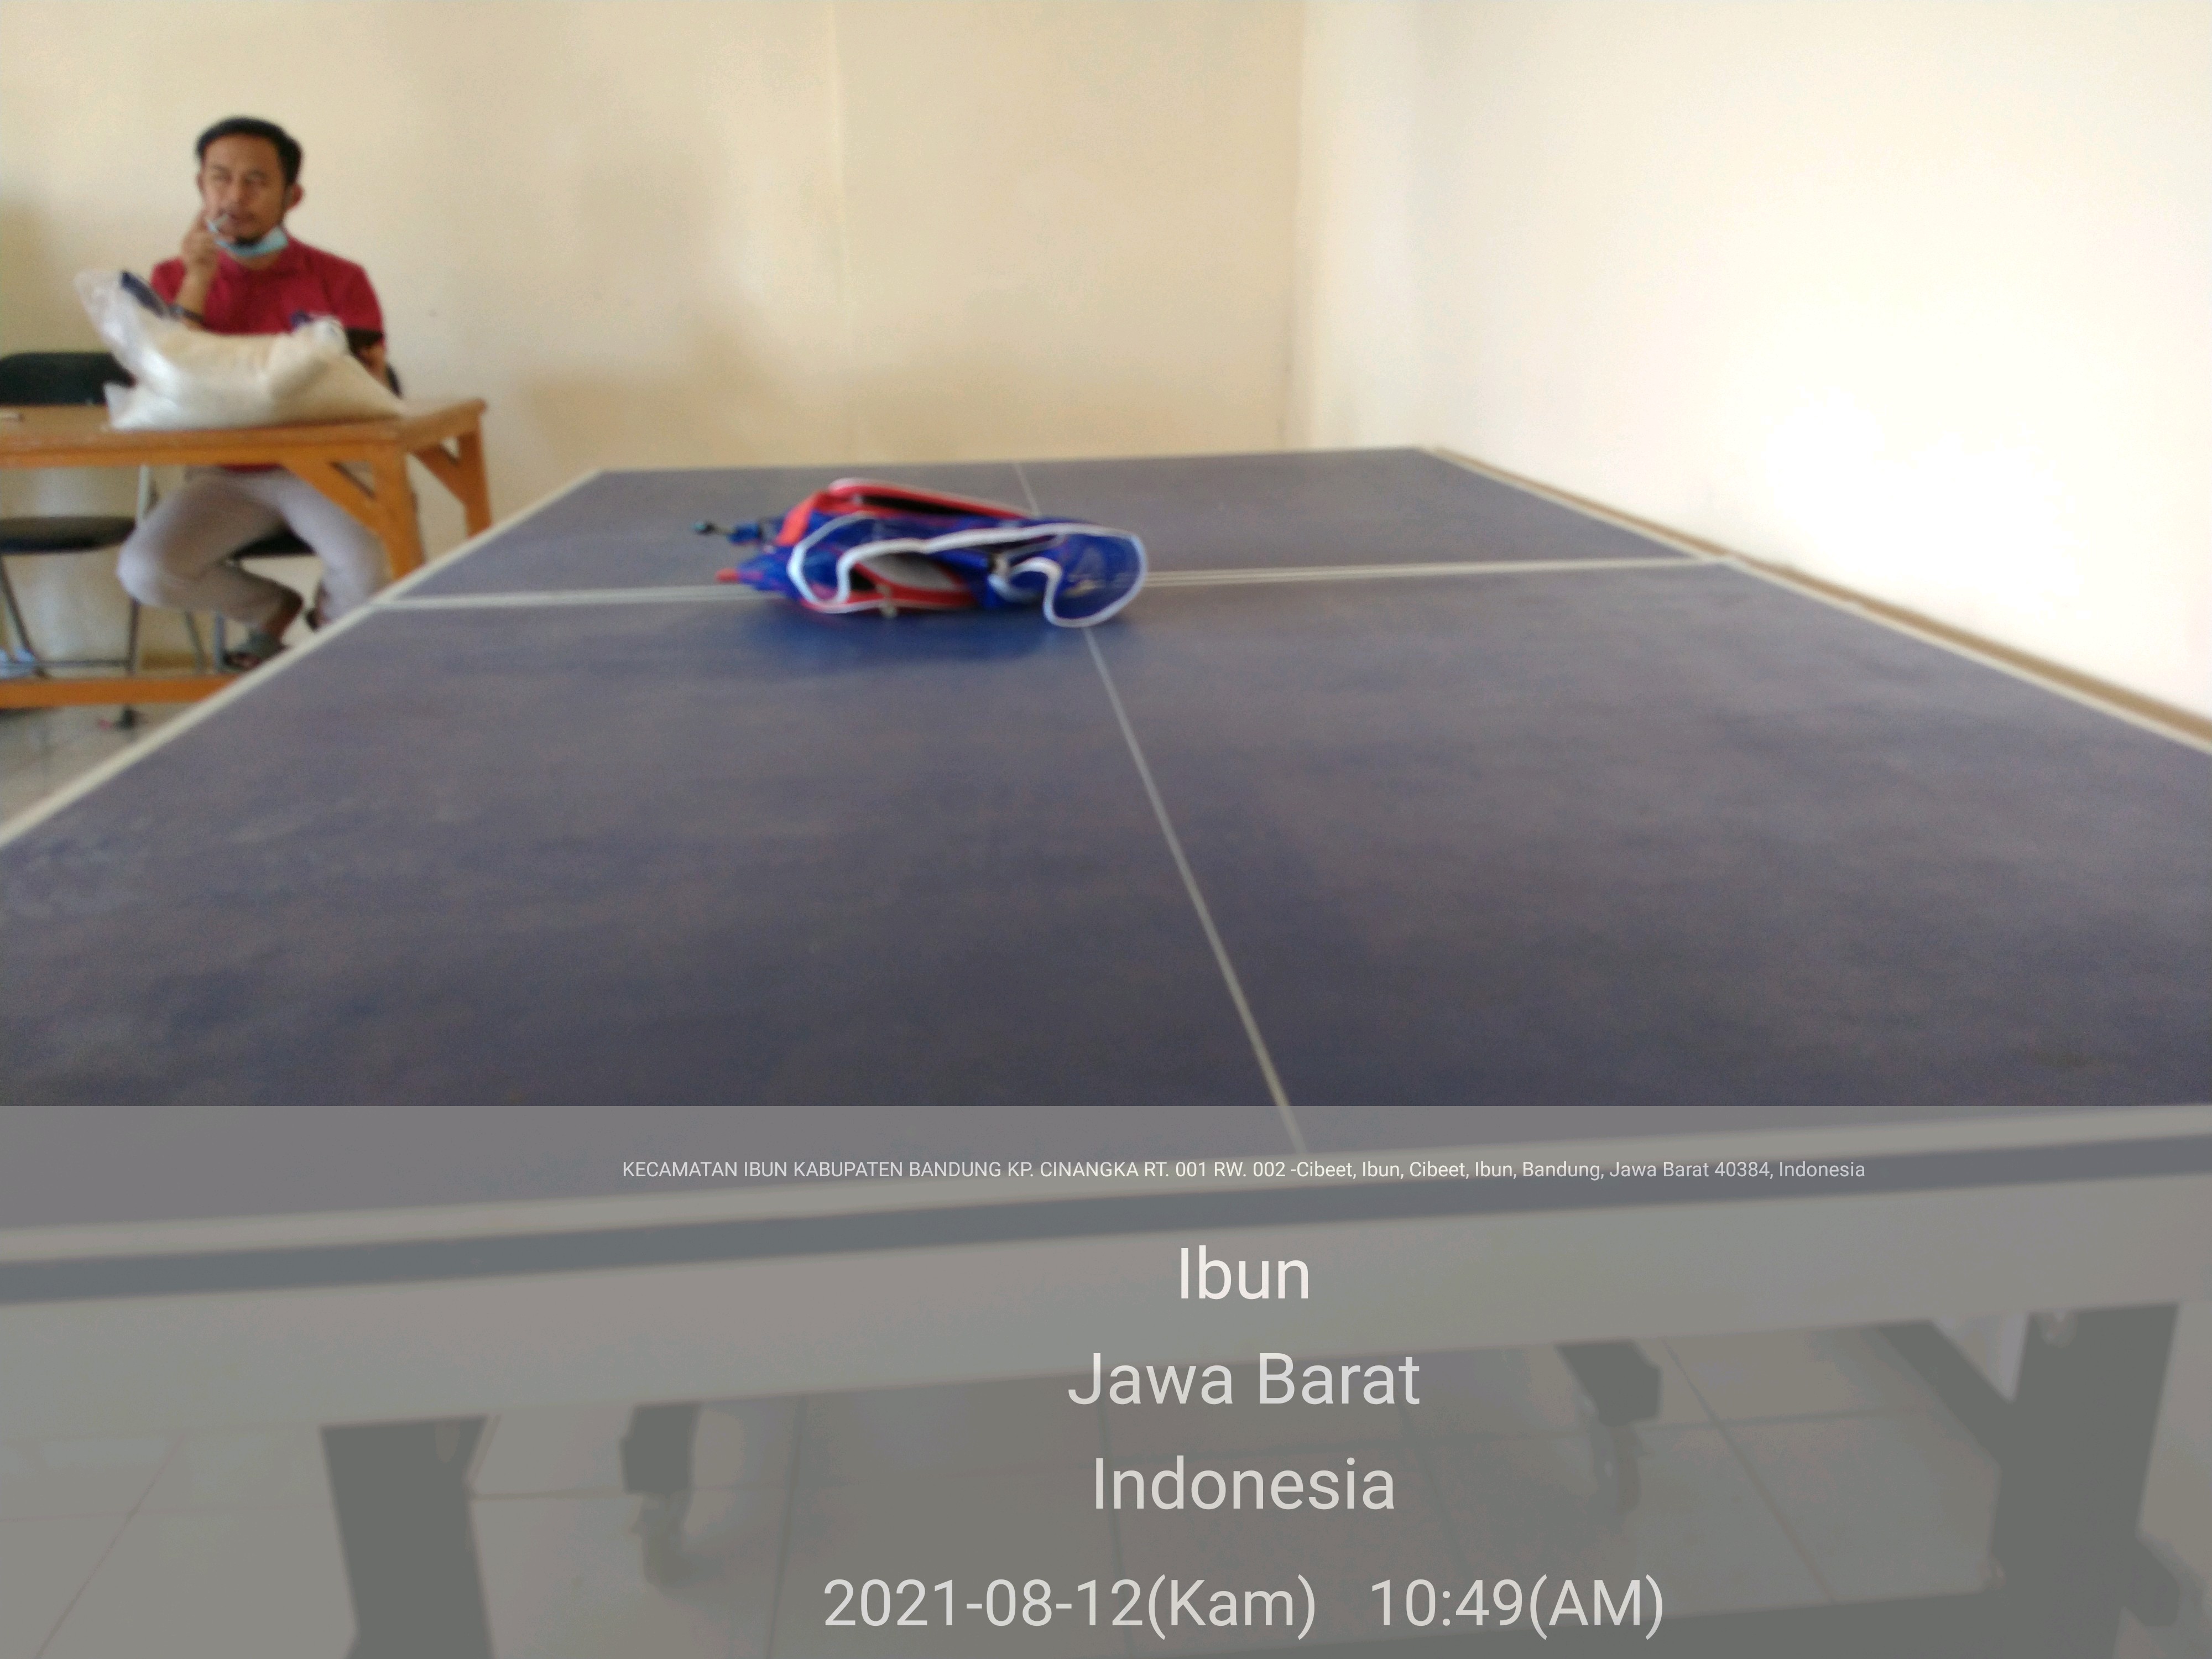 KECAMATAN IBUN KABUPATEN BANDUNG KP. CINANGKA RT. 001 RW. 002 -Cibeet, Ibun, Cibeet, Ibun, Bandung, Jawa Barat 40384, Indonesia
Ibun
Jawa Barat
Indonesia
2021-08-12(Kam) 10:49(AM)